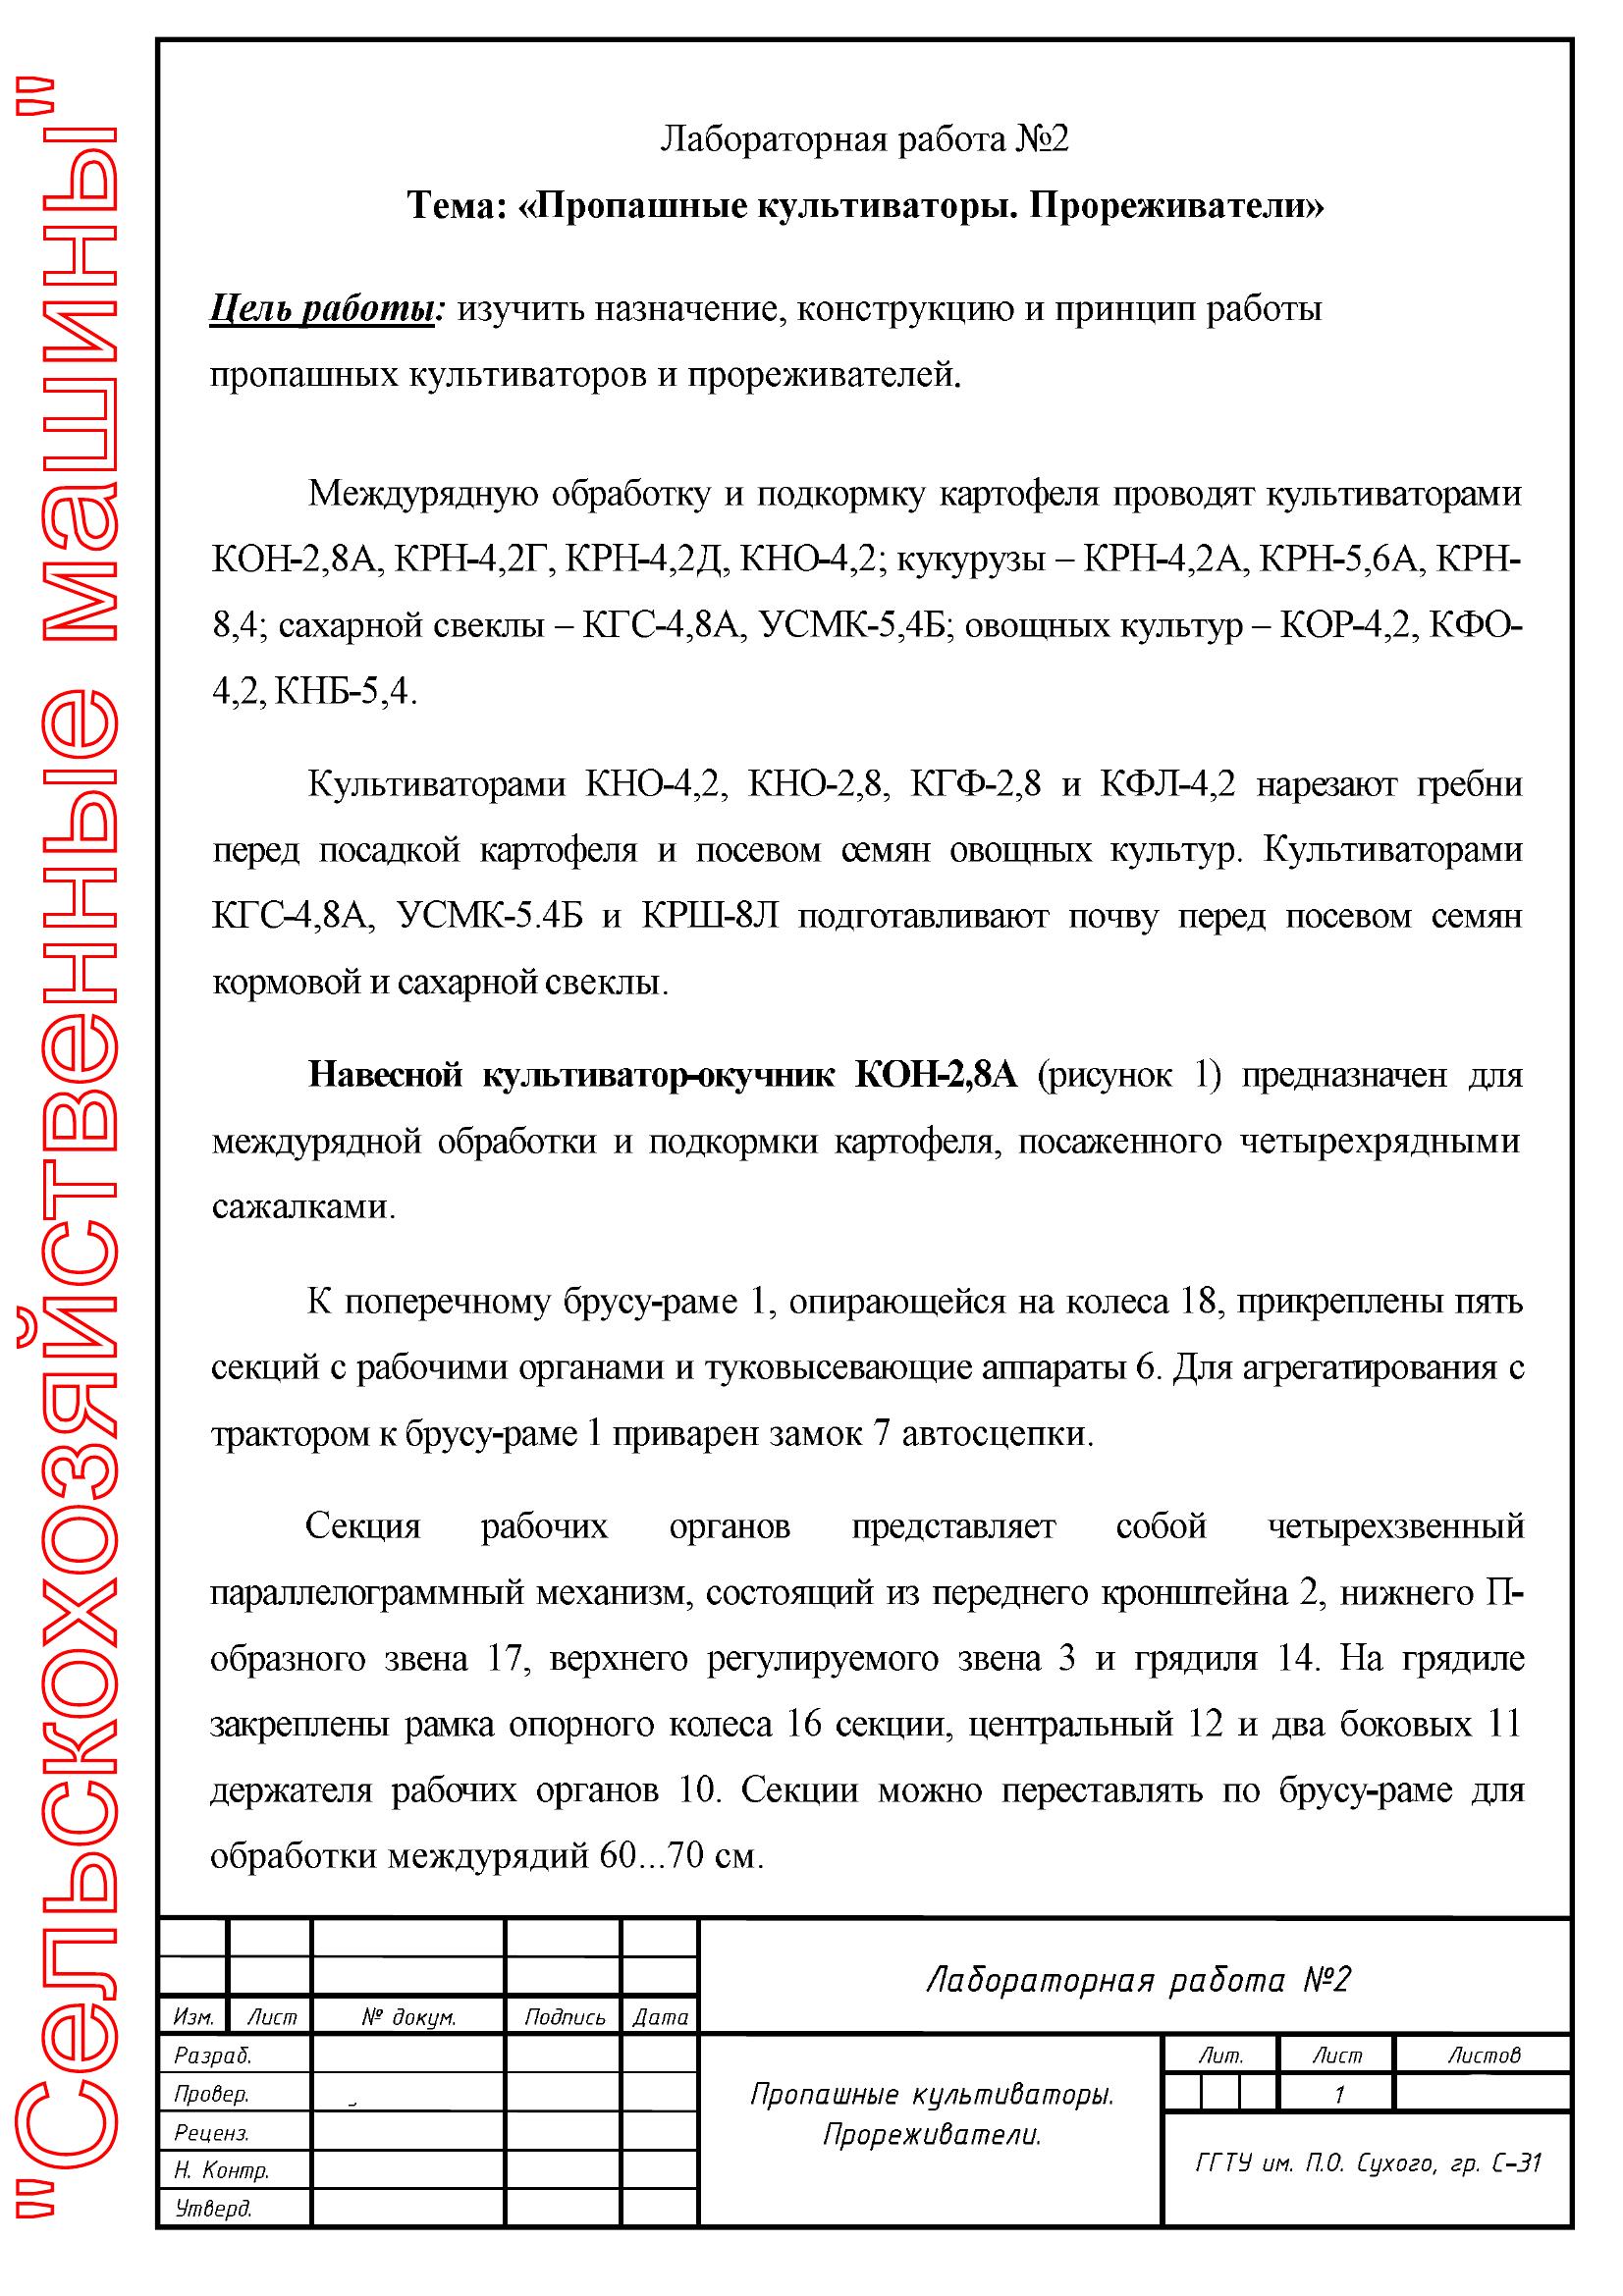 "Сельскохозяйственные машины"
Лабораторная работа №2
Тема: «Пропашные культиваторы. Прореживатели»
Цель работы: изучить назначение, конструкцию и принцип работы
пропашных культиваторов и прореживателей.
Междурядную обработку и подкормку картофеля проводят культиваторами
КОН-2,8А, КРН-4,2Г, КРН-4,2Д, КНО-4,2; кукурузы – КРН-4,2А, КРН-5,6А, КРН-
8,4; сахарной свеклы – КГС-4,8А, УСМК-5,4Б; овощных культур – КОР-4,2, КФО-
4,2, КНБ-5,4.
Культиваторами КНО-4,2, КНО-2,8, КГФ-2,8 и КФЛ-4,2 нарезают гребни
перед посадкой картофеля и посевом семян овощных культур. Культиваторами
КГС-4,8А, УСМК-5.4Б и КРШ-8Л подготавливают почву перед посевом семян
кормовой и сахарной свеклы.
Навесной культиватор-окучник КОН-2,8А (рисунок 1) предназначен для
междурядной обработки и подкормки картофеля, посаженного четырехрядными
сажалками.
К поперечному брусу-раме 1, опирающейся на колеса 18, прикреплены пять
секций с рабочими органами и туковысевающие аппараты 6. Для агрегатирования с
трактором к брусу-раме 1 приварен замок 7 автосцепки.
Секция рабочих органов представляет собой четырехзвенный
параллелограммный механизм, состоящий из переднего кронштейна 2, нижнего П-
образного звена 17, верхнего регулируемого звена 3 и грядиля 14. На грядиле
закреплены рамка опорного колеса 16 секции, центральный 12 и два боковых 11
держателя рабочих органов 10. Секции можно переставлять по брусу-раме для
обработки междурядий 60...70 см.
Лабораторная работа №2
Изм. Лист № докум. Подпись Дата
Разраб.
Провер.
Реценз.
Н. Контр.
Утверд.
Пропашные культиваторы.
Прореживатели.
Лит. Лист Листов
1
ГГТУ им. П.О. Сухого, гр. С-31